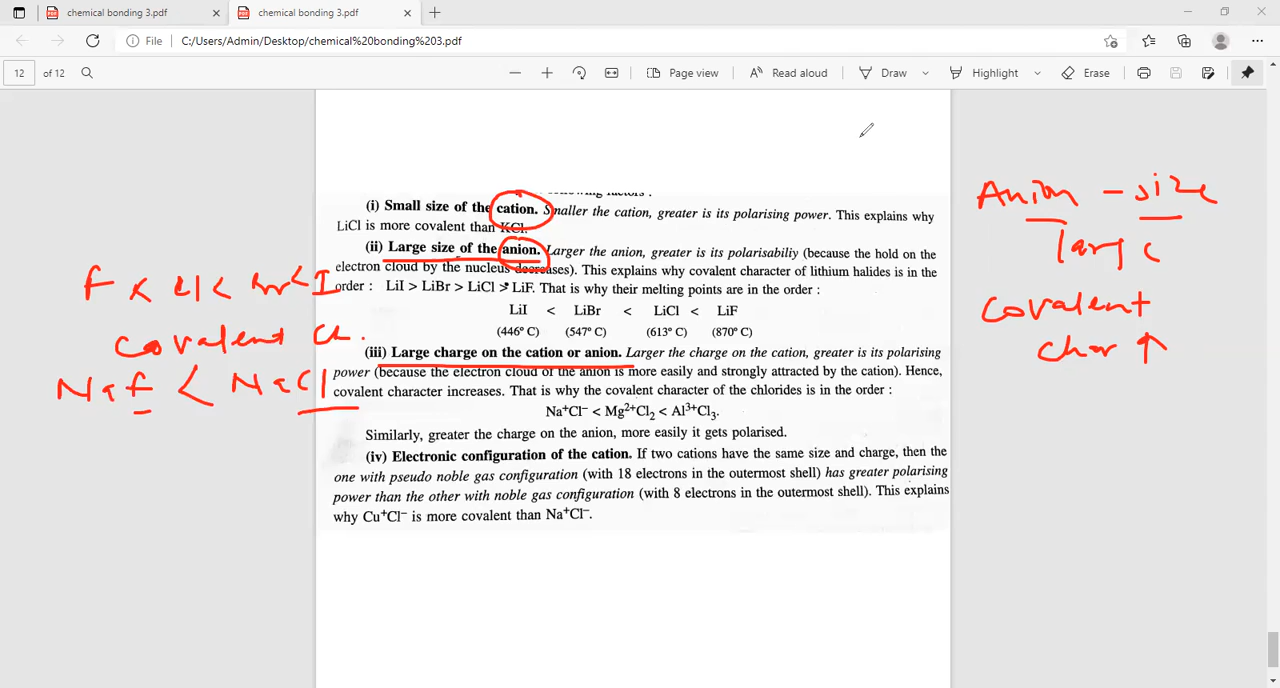 chemical bonding 3.pdf
chemical bonding 3.pdf
File C:/Users/Admin/Desktop/chemical%20bonding%203.pdf
12 of 12 Page view Read aloud Draw Highlight Erase
following factors :
(i) Small size of the cation. Smaller the cation, greater is its polarising power. This explains why
LiCl is more covalent than KCl.
(ii) Large size of the anion. Larger the anion, greater is its polarisabiliy (because the hold on the
electron cloud by the nucleus decreases). This explains why covalent character of lithium halides is in the
order : LiI > LiBr > LiCl > LiF. That is why their melting points are in the order :
LiI < LiBr < LiCl < LiF
(446° C) (547° C) (613° C) (870° C)
(iii) Large charge on the cation or anion. Larger the charge on the cation, greater is its polarising
power (because the electron cloud of the anion is more easily and strongly attracted by the cation). Hence,
covalent character increases. That is why the covalent character of the chlorides is in the order :
Na⁺Cl⁻ < Mg²⁺Cl₂ < Al³⁺Cl₃.
Similarly, greater the charge on the anion, more easily it gets polarised.
(iv) Electronic configuration of the cation. If two cations have the same size and charge, then the
one with pseudo noble gas configuration (with 18 electrons in the outermost shell) has greater polarising
power than the other with noble gas configuration (with 8 electrons in the outermost shell). This explains
why Cu⁺Cl⁻ is more covalent than Na⁺Cl⁻.
F < Cl < Br < I
Covalent Ch.
NaF < NaCl
Anion – size
large
Covalent
Char ↑